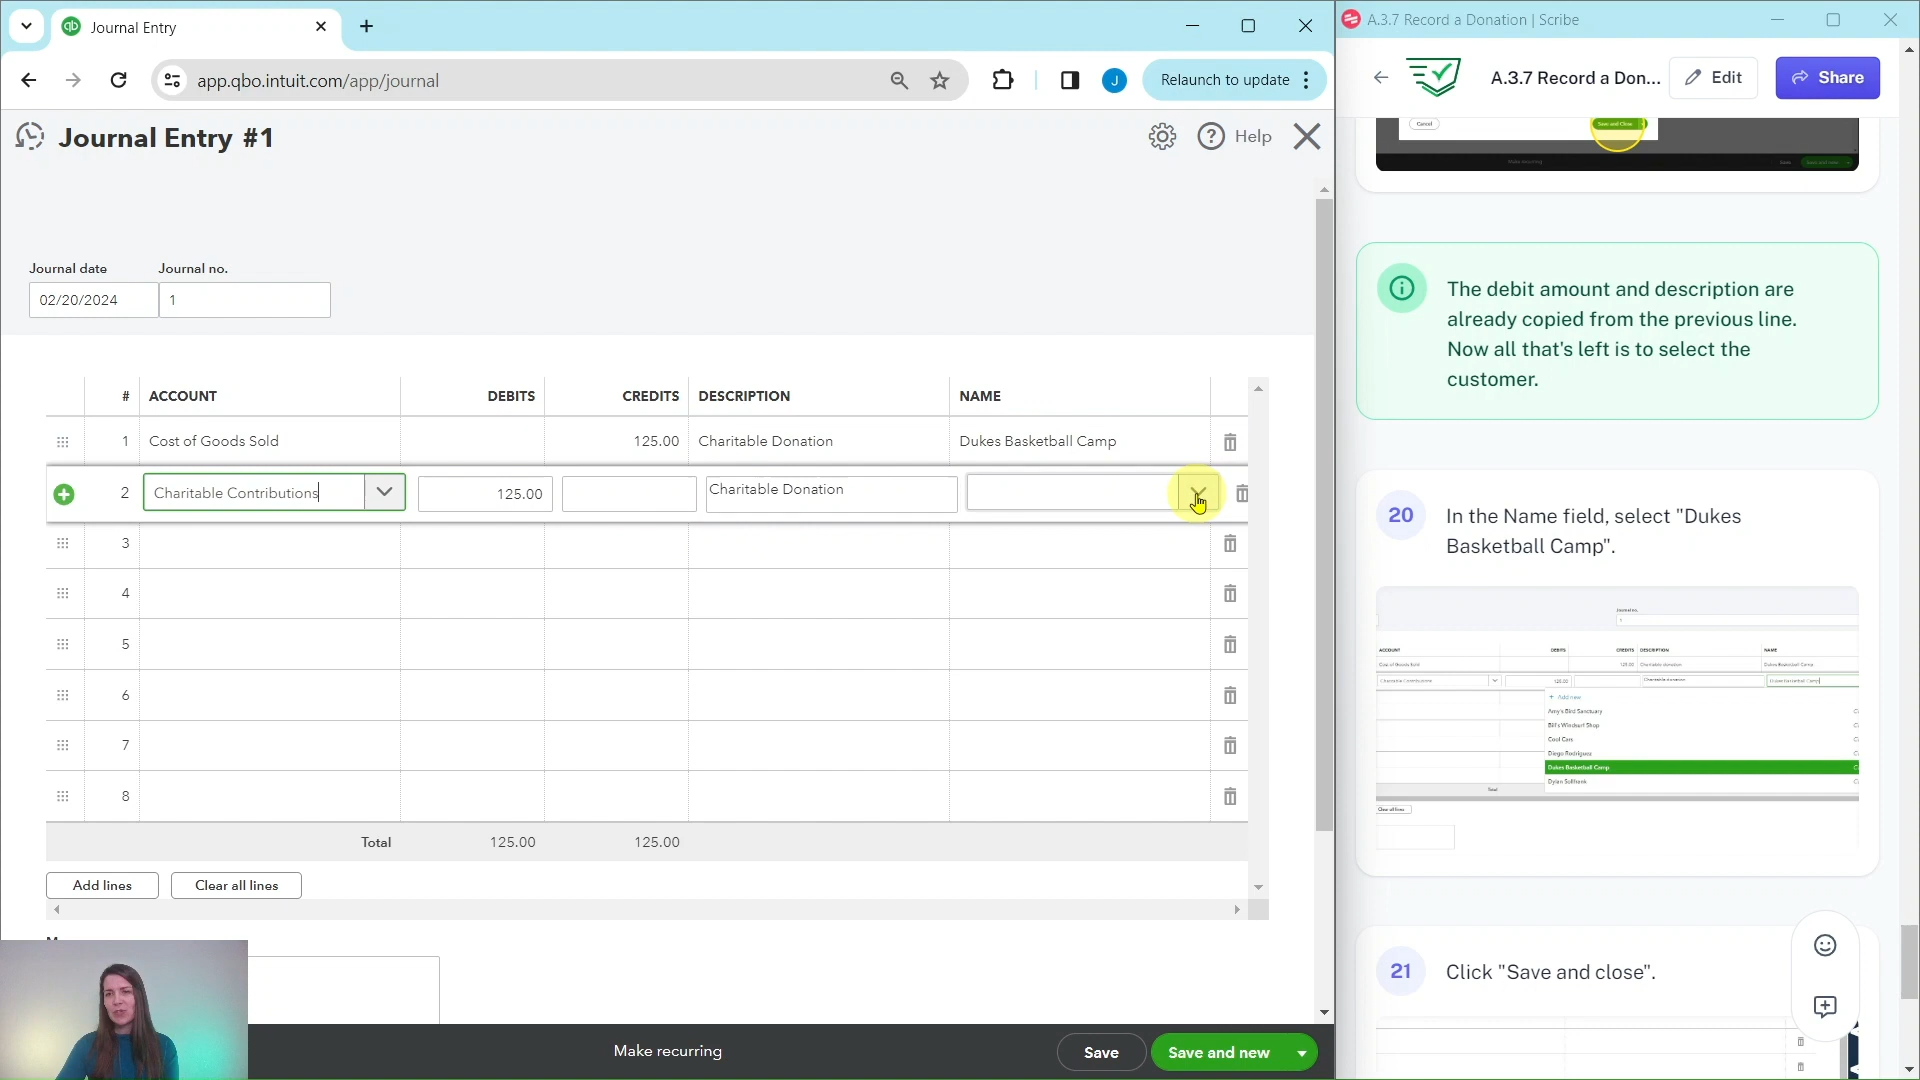 Journal Entry
A.3.7 Record a Donation | Scribe
app.qbo.intuit.com/app/journal
J
Relaunch to update
A.3.7 Record a Don...
Edit
Share
Journal Entry #1
Help
Cancel
Save and Close
Make recurring
Journal date
Journal no.
02/20/2024
1
The debit amount and description are
already copied from the previous line.
Now all that's left is to select the
customer.
# ACCOUNT DEBITS CREDITS DESCRIPTION NAME
1 Cost of Goods Sold 125.00 Charitable Donation Dukes Basketball Camp
2 Charitable Contributions 125.00 Charitable Donation
3
4
5
6
7
8
Total 125.00 125.00
Add lines
Clear all lines
20
In the Name field, select "Dukes
Basketball Camp".
Journal no.
1
ACCOUNT DEBITS CREDITS DESCRIPTION NAME
Cost of Goods Sold 125.00 Charitable donation Dukes Basketball Camp
Charitable Contributions 125.00 Charitable donation Dukes Basketball Camp
+ Add new
Amy's Bird Sanctuary
Bill's Windsurf Shop
Cool Cars
Diego Rodriguez
Dukes Basketball Camp
Dylan Sollfrank
Total
Clear all lines
21
Click "Save and close".
Make recurring
Save
Save and new